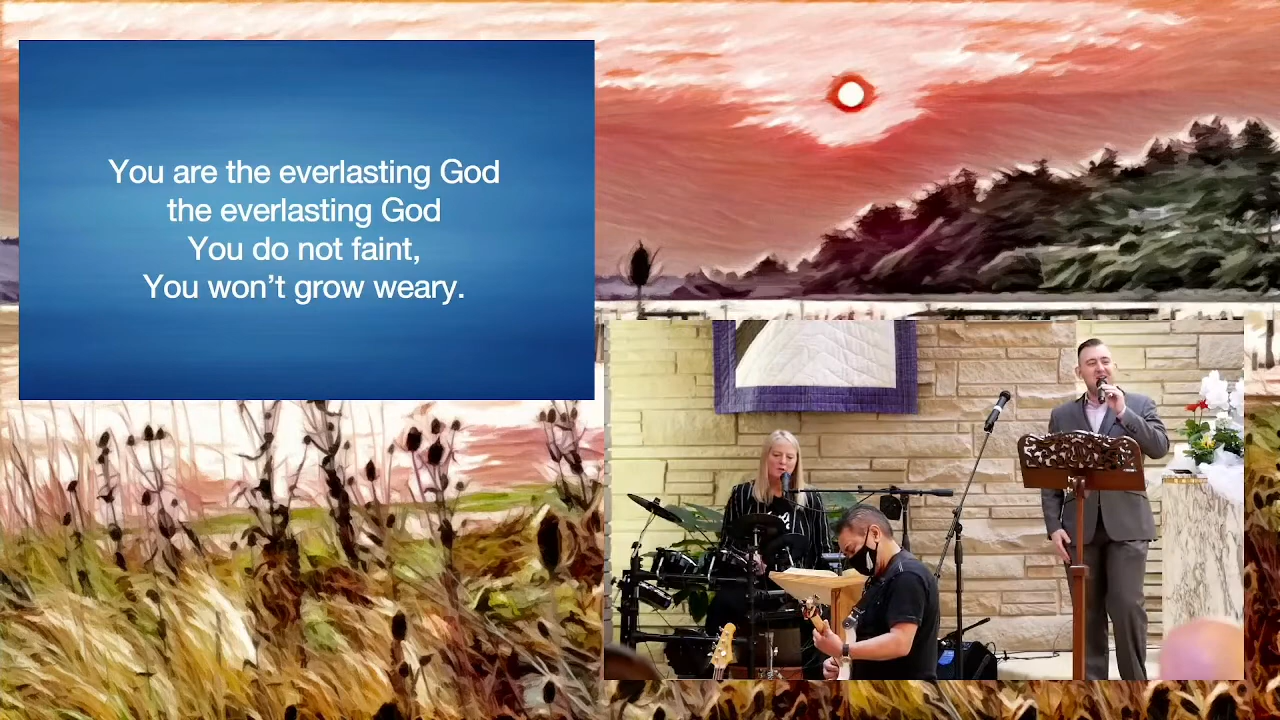 You are the everlasting God
the everlasting God
You do not faint,
You won’t grow weary.